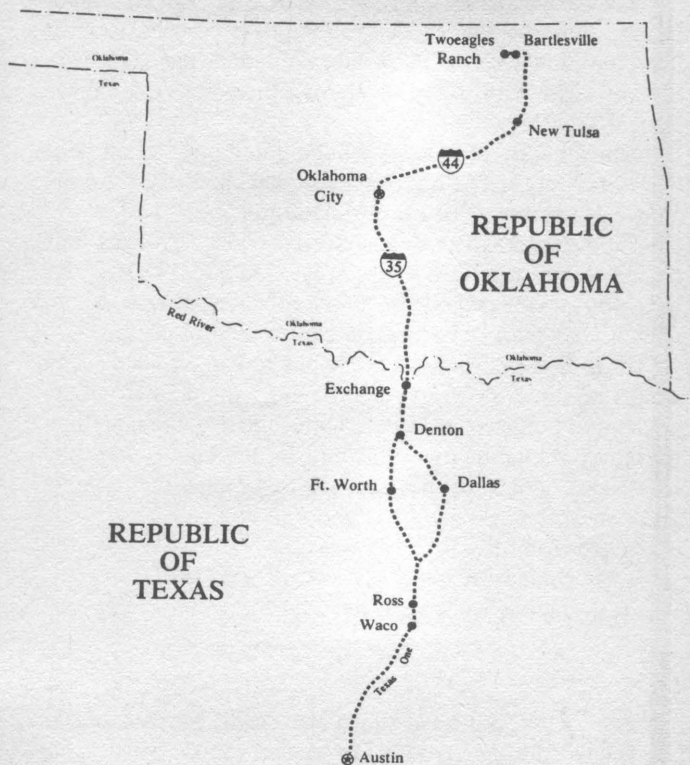 Twoeagles
Ranch
Bartlesville
Oklahoma
Texas
New Tulsa
44
Oklahoma
City
REPUBLIC
OF
OKLAHOMA
35
Red River
Oklahoma
Texas
Oklahoma
Texas
Exchange
Denton
Ft. Worth
Dallas
REPUBLIC
OF
TEXAS
Ross
Waco
Texas One
Austin